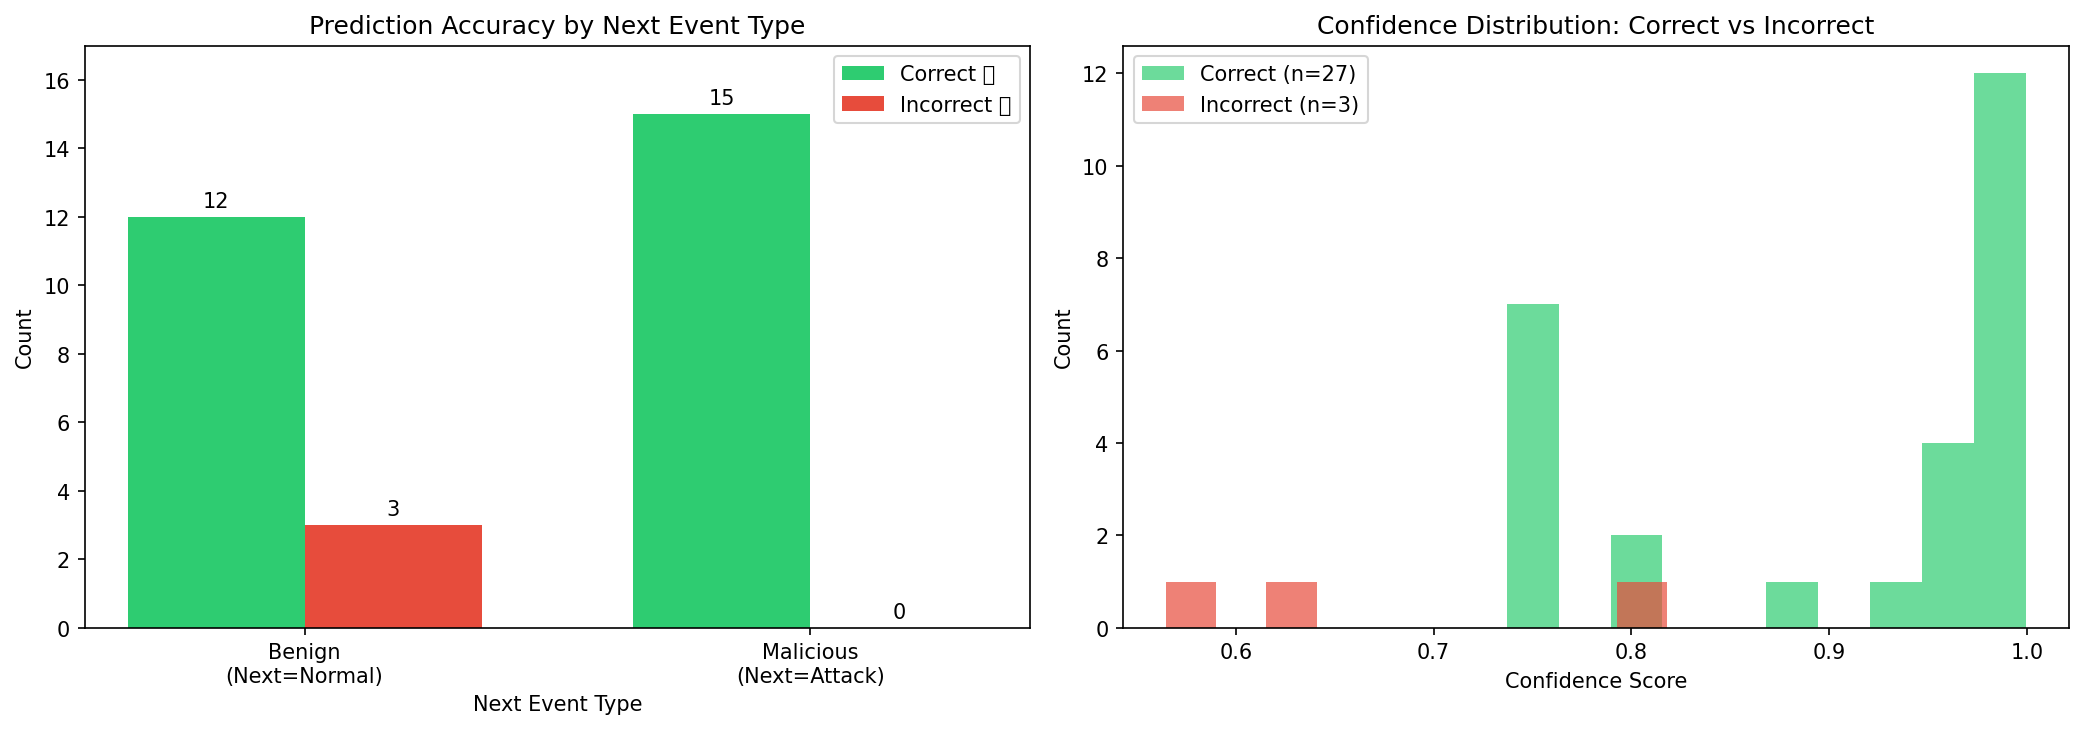 Prediction Accuracy by Next Event Type
Correct ▯
Incorrect ▯
16
14
12
10
8
6
4
2
0
Count
12
3
15
0
Benign
(Next=Normal)
Malicious
(Next=Attack)
Next Event Type
Confidence Distribution: Correct vs Incorrect
Correct (n=27)
Incorrect (n=3)
12
10
8
6
4
2
0
Count
0.6 0.7 0.8 0.9 1.0
Confidence Score